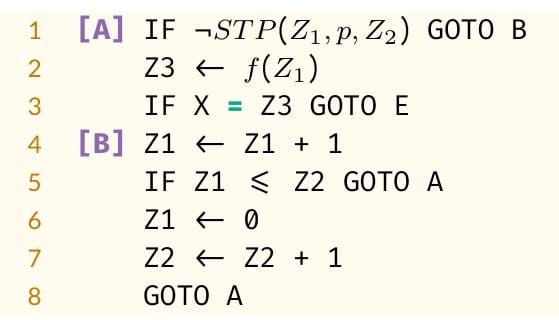 1 [A] IF ¬STP(Z₁, p, Z₂) GOTO B
2 Z3 ← f(Z₁)
3 IF X = Z3 GOTO E
4 [B] Z1 ← Z1 + 1
5 IF Z1 ⩽ Z2 GOTO A
6 Z1 ← 0
7 Z2 ← Z2 + 1
8 GOTO A